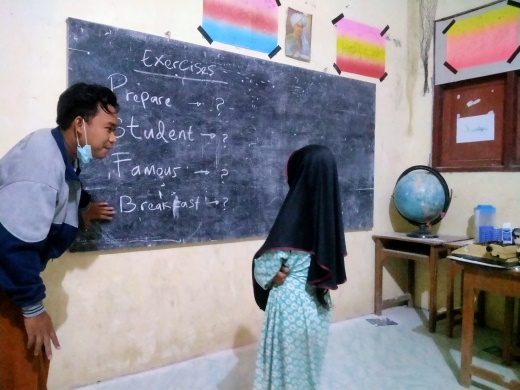 Exercises
Prepare → ?
Student → ?
Famous → ?
Breakfast → ?